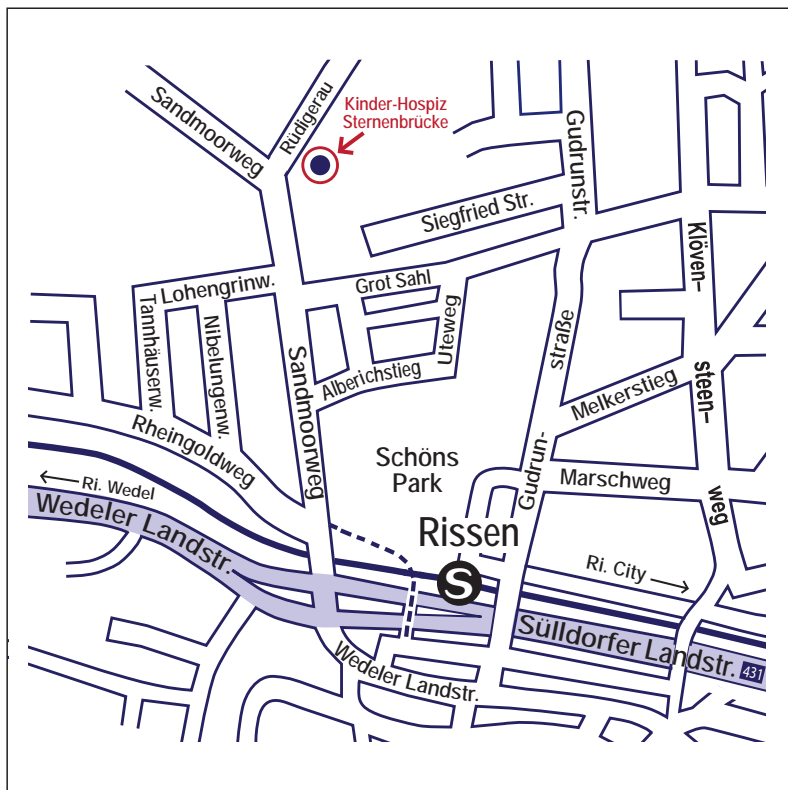 Sandmoorweg
Rüdigerau
Kinder-Hospiz
Sternenbrücke
Gudrunstr.
Siegfried Str.
Klöven–
Lohengrinw.
Grot Sahl
Tannhäuserw.
Nibelungenw.
Sandmoorweg
Uteweg
Alberichstieg
straße
Melkerstieg
steen–
Rheingoldweg
Schöns
Park
Gudrun-
Marschweg
weg
Ri. Wedel
Wedeler Landstr.
Rissen
S
Ri. City
Sülldorfer Landstr.
431
Wedeler Landstr.